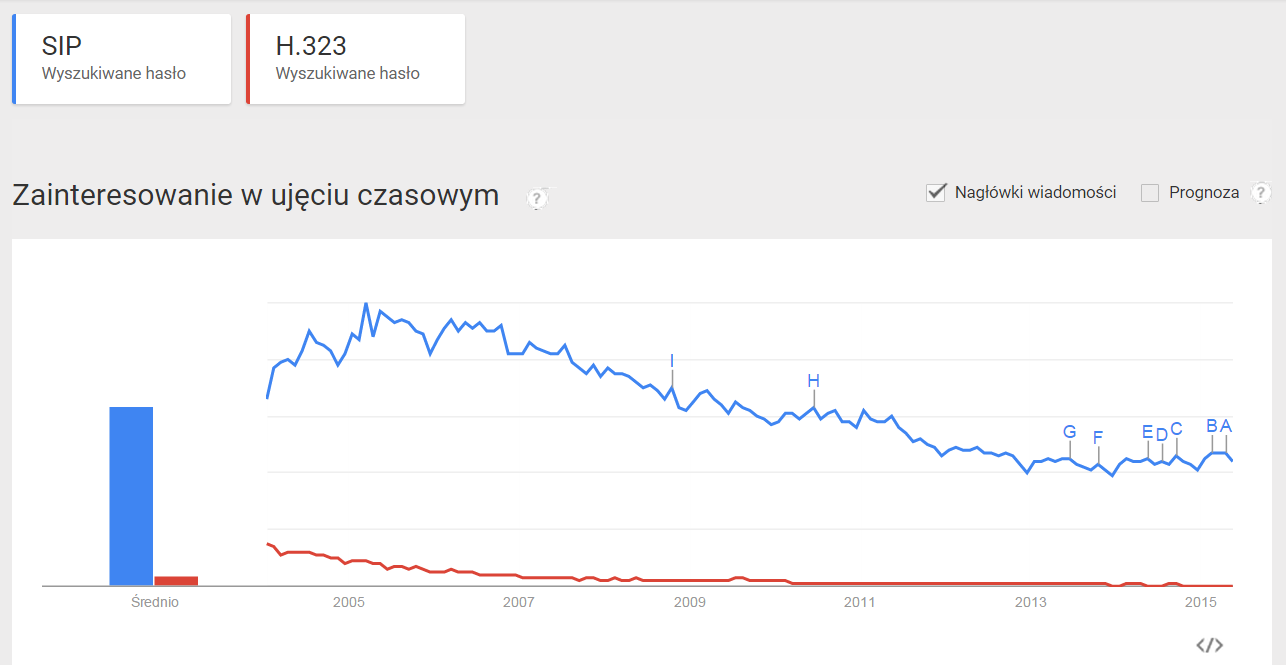 SIP
Wyszukiwane hasło
H.323
Wyszukiwane hasło
Zainteresowanie w ujęciu czasowym ?
Nagłówki wiadomości
Prognoza ?
I
H
G
F
E
D
C
B
A
Średnio
2005
2007
2009
2011
2013
2015
</>